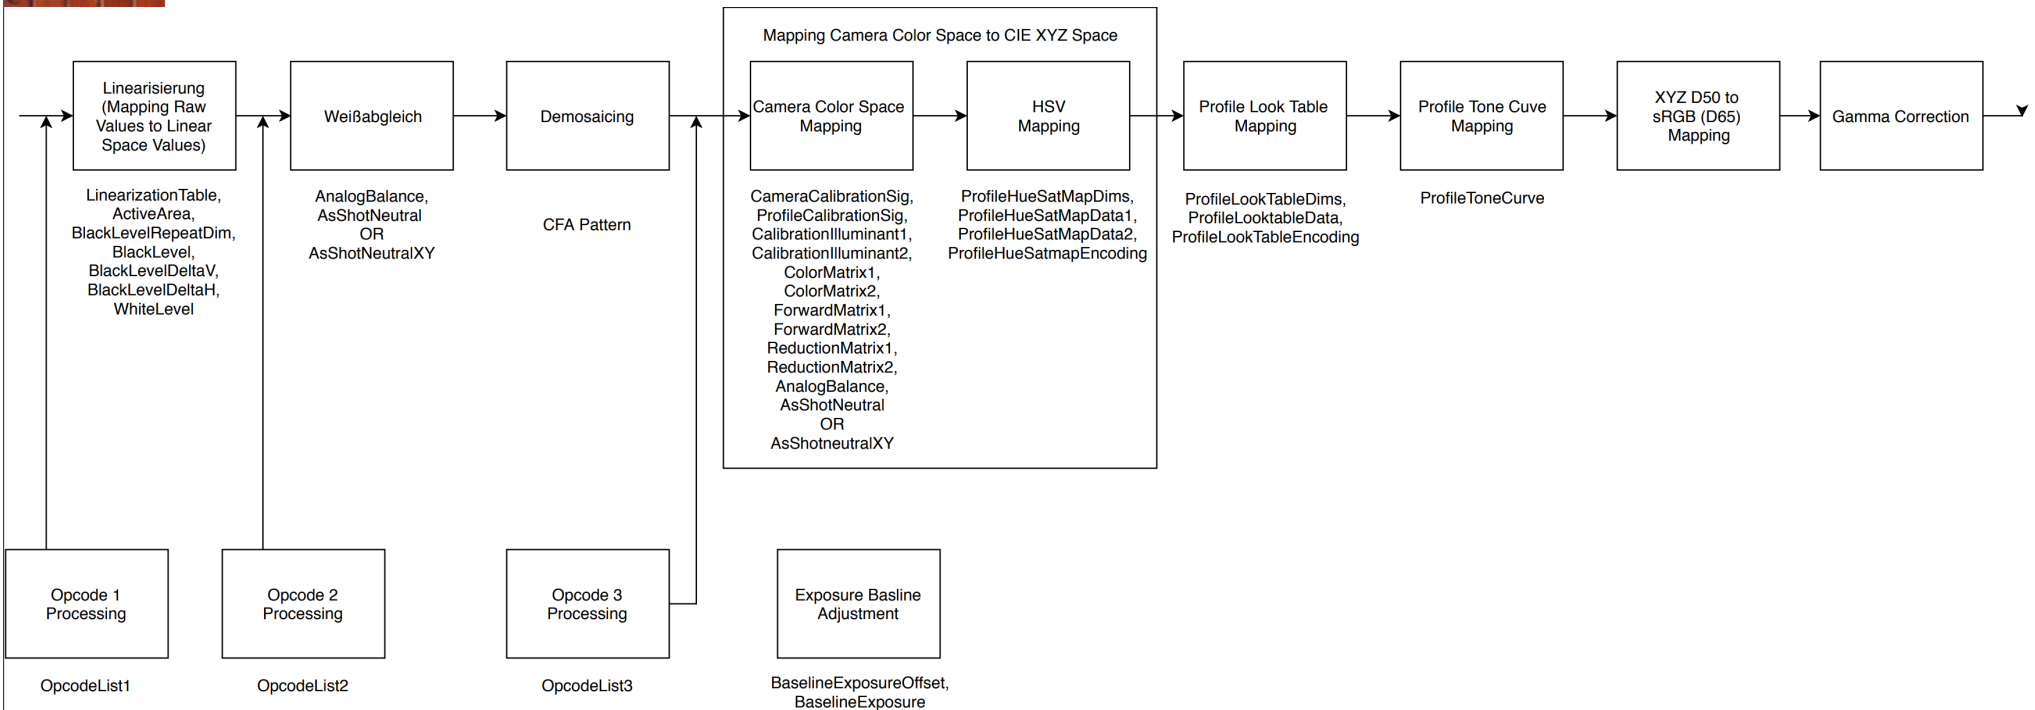 Mapping Camera Color Space to CIE XYZ Space
Linearisierung
(Mapping Raw
Values to Linear
Space Values)
Weißabgleich
Demosaicing
Camera Color Space
Mapping
HSV
Mapping
Profile Look Table
Mapping
Profile Tone Cuve
Mapping
XYZ D50 to
sRGB (D65)
Mapping
Gamma Correction
LinearizationTable,
ActiveArea,
BlackLevelRepeatDim,
BlackLevel,
BlackLevelDeltaV,
BlackLevelDeltaH,
WhiteLevel
AnalogBalance,
AsShotNeutral
OR
AsShotNeutralXY
CFA Pattern
CameraCalibrationSig,
ProfileCalibrationSig,
CalibrationIlluminant1,
CalibrationIlluminant2,
ColorMatrix1,
ColorMatrix2,
ForwardMatrix1,
ForwardMatrix2,
ReductionMatrix1,
ReductionMatrix2,
AnalogBalance,
AsShotNeutral
OR
AsShotneutralXY
ProfileHueSatMapDims,
ProfileHueSatMapData1,
ProfileHueSatMapData2,
ProfileHueSatmapEncoding
ProfileLookTableDims,
ProfileLooktableData,
ProfileLookTableEncoding
ProfileToneCurve
Opcode 1
Processing
Opcode 2
Processing
Opcode 3
Processing
Exposure Basline
Adjustment
OpcodeList1
OpcodeList2
OpcodeList3
BaselineExposureOffset,
BaselineExposure